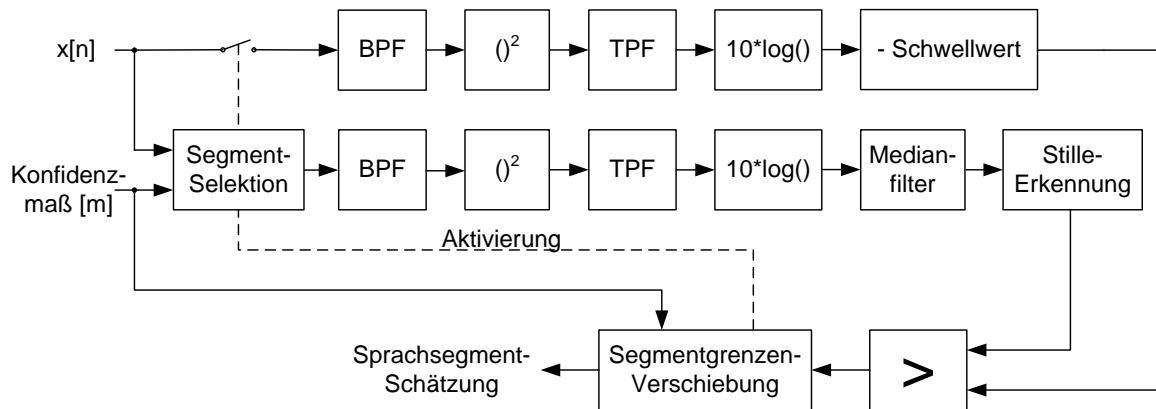 x[n]
BPF
()²
TPF
10*log()
- Schwellwert
Konfidenz-
maß [m]
Segment-
Selektion
BPF
()²
TPF
10*log()
Median-
filter
Stille-
Erkennung
Aktivierung
Sprachsegment-
Schätzung
Segmentgrenzen-
Verschiebung
>